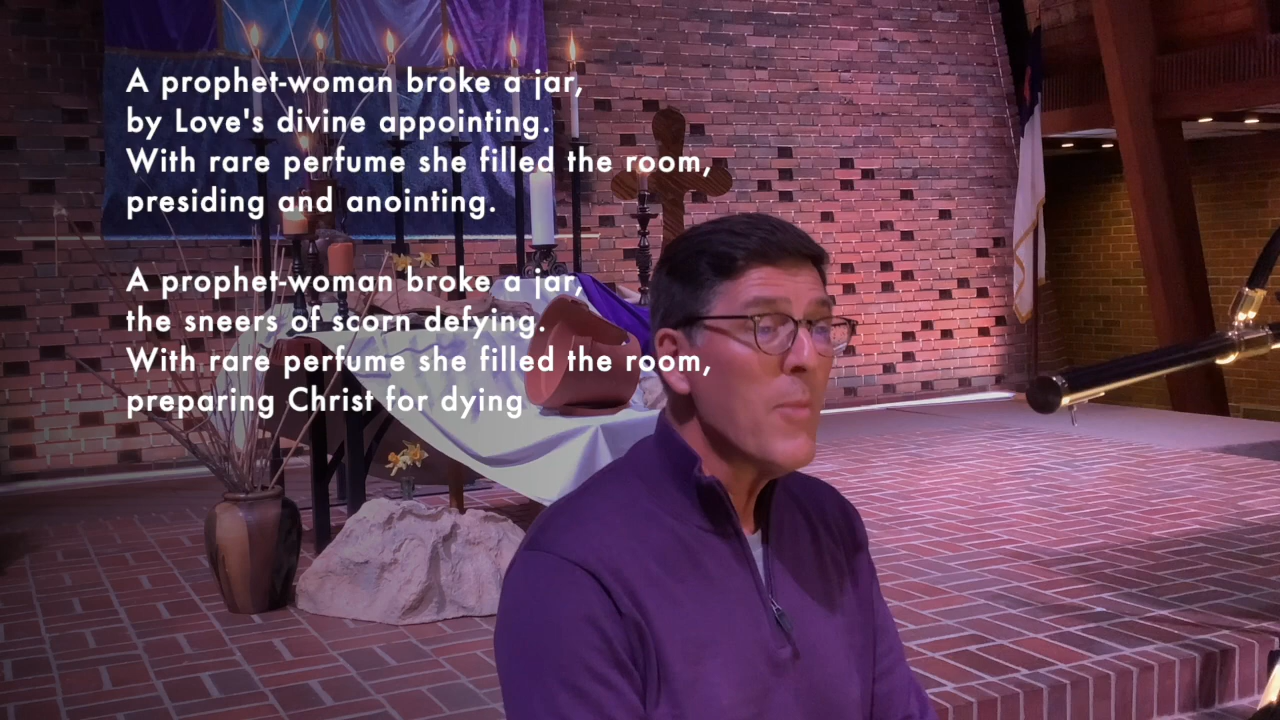 A prophet-woman broke a jar,
by Love's divine appointing.
With rare perfume she filled the room,
presiding and anointing.
A prophet-woman broke a jar,
the sneers of scorn defying.
With rare perfume she filled the room,
preparing Christ for dying